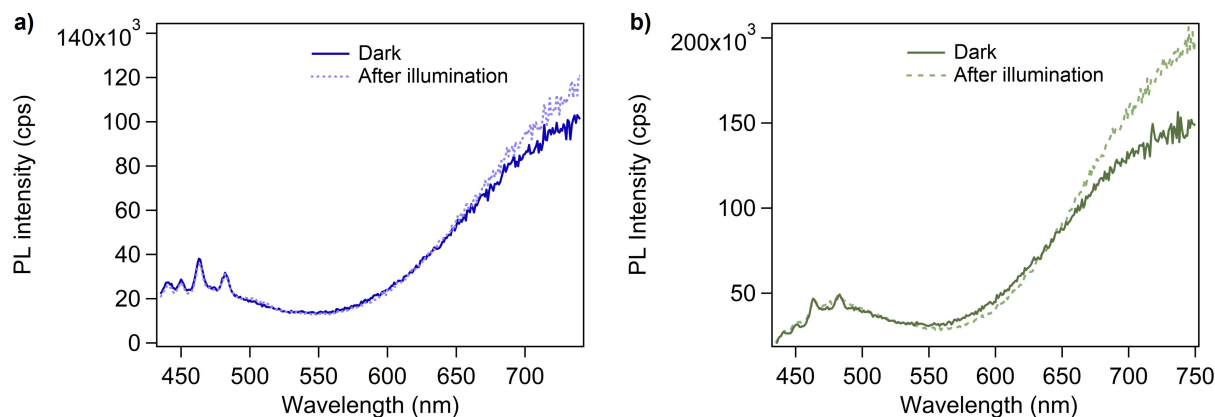 a)
140x10³
120
100
80
60
40
20
0
PL intensity (cps)
Dark
After illumination
450 500 550 600 650 700
Wavelength (nm)
b)
200x10³
150
100
50
PL Intensity (cps)
Dark
After illumination
450 500 550 600 650 700 750
Wavelength (nm)